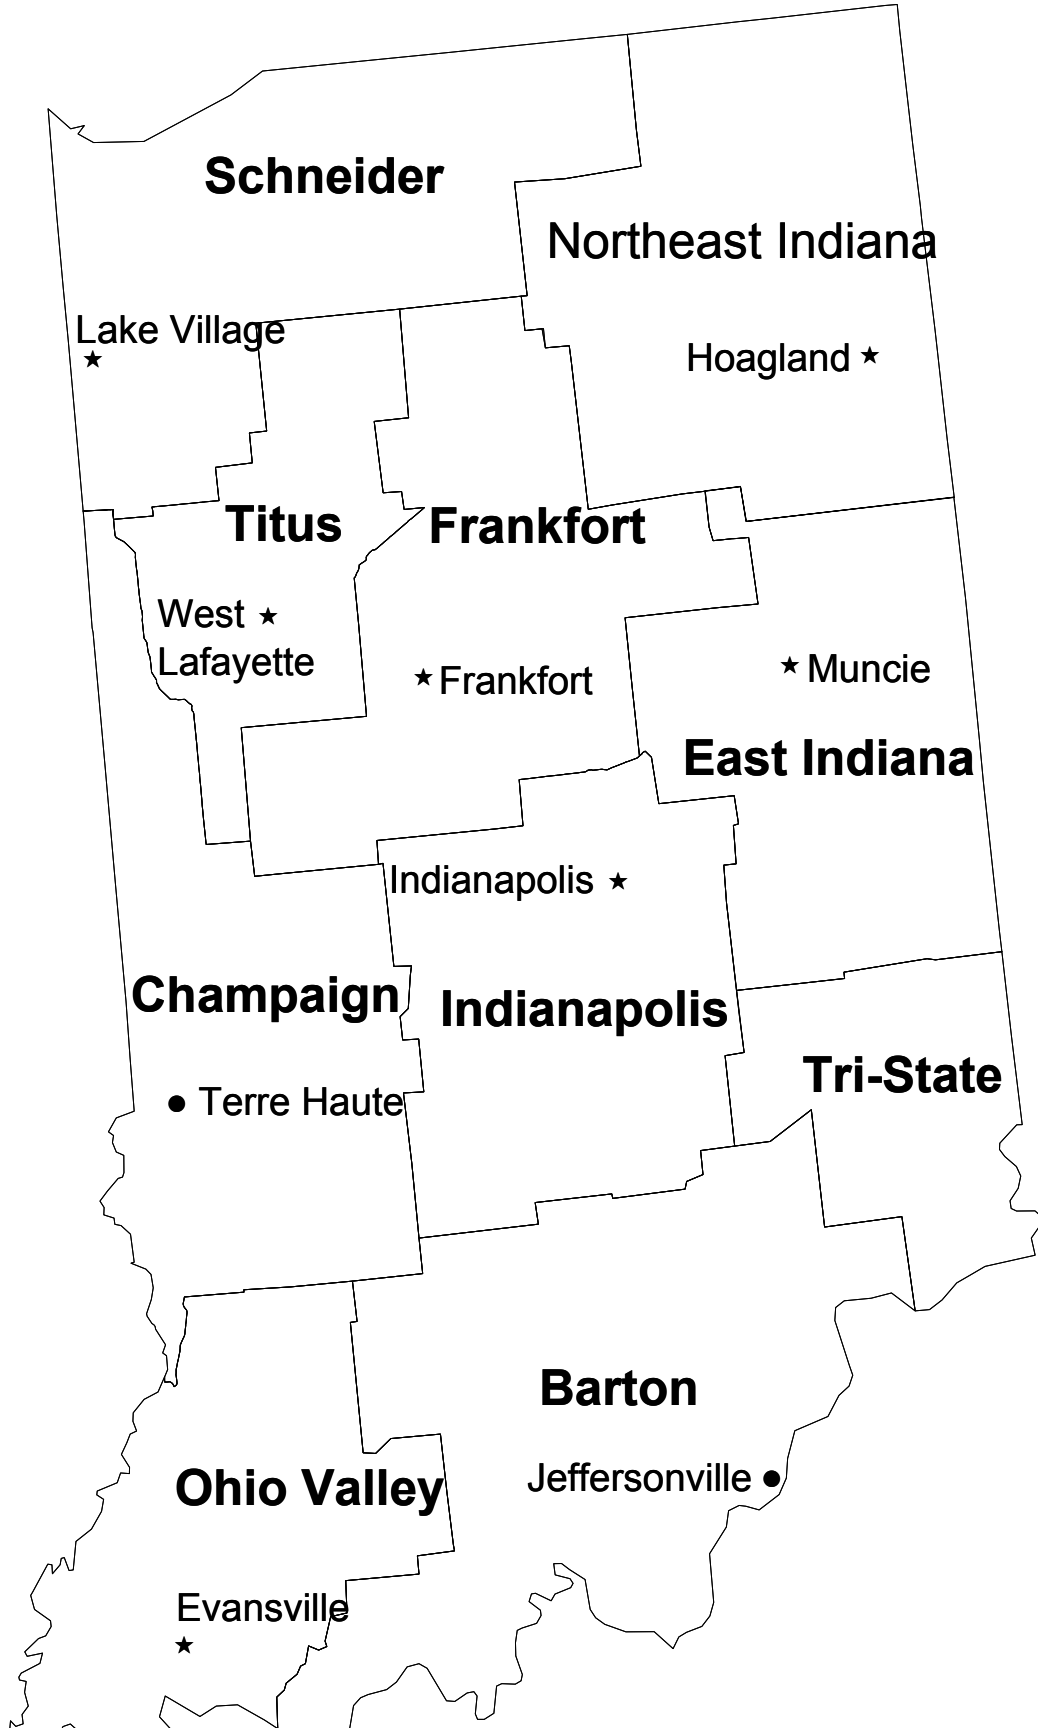 Schneider
Northeast Indiana
Lake Village
Hoagland
Titus
Frankfort
West
Lafayette
Frankfort
Muncie
East Indiana
Indianapolis
Champaign
Indianapolis
Tri-State
Terre Haute
Barton
Jeffersonville
Ohio Valley
Evansville